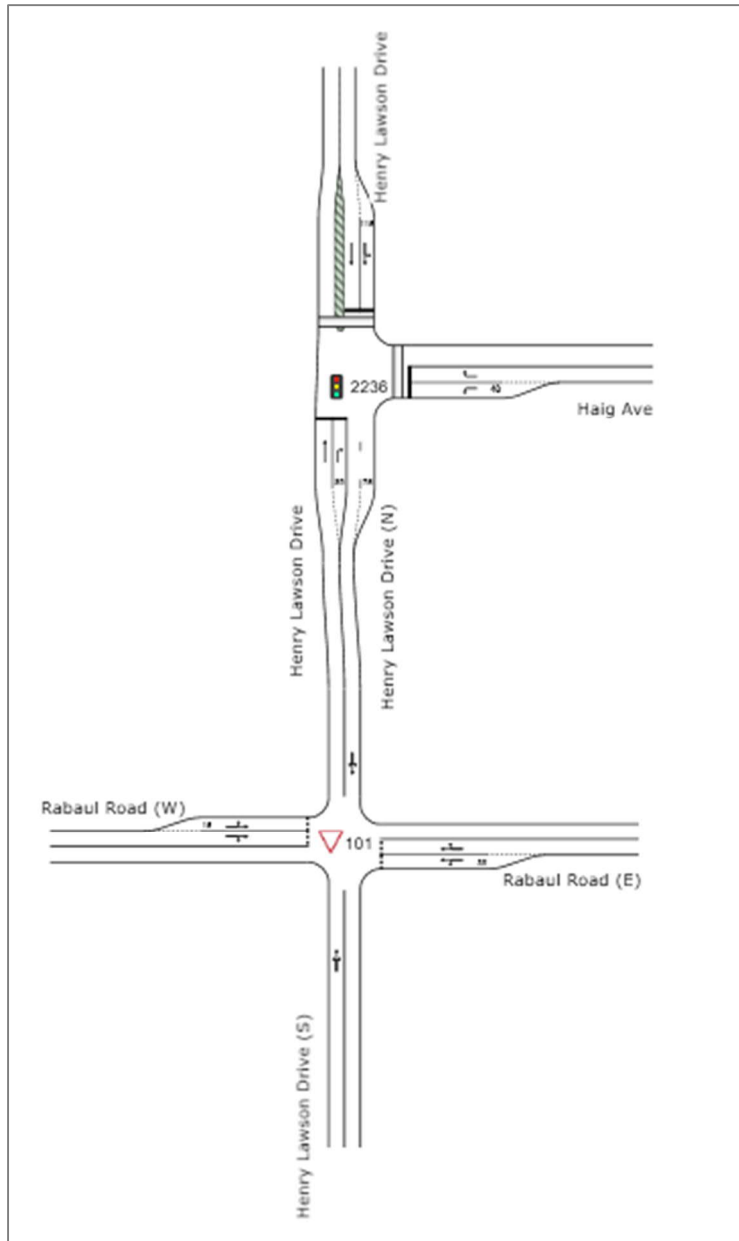 Henry Lawson Drive
2236
Haig Ave
Henry Lawson Drive
Henry Lawson Drive (N)
Rabaul Road (W)
101
Rabaul Road (E)
Henry Lawson Drive (S)